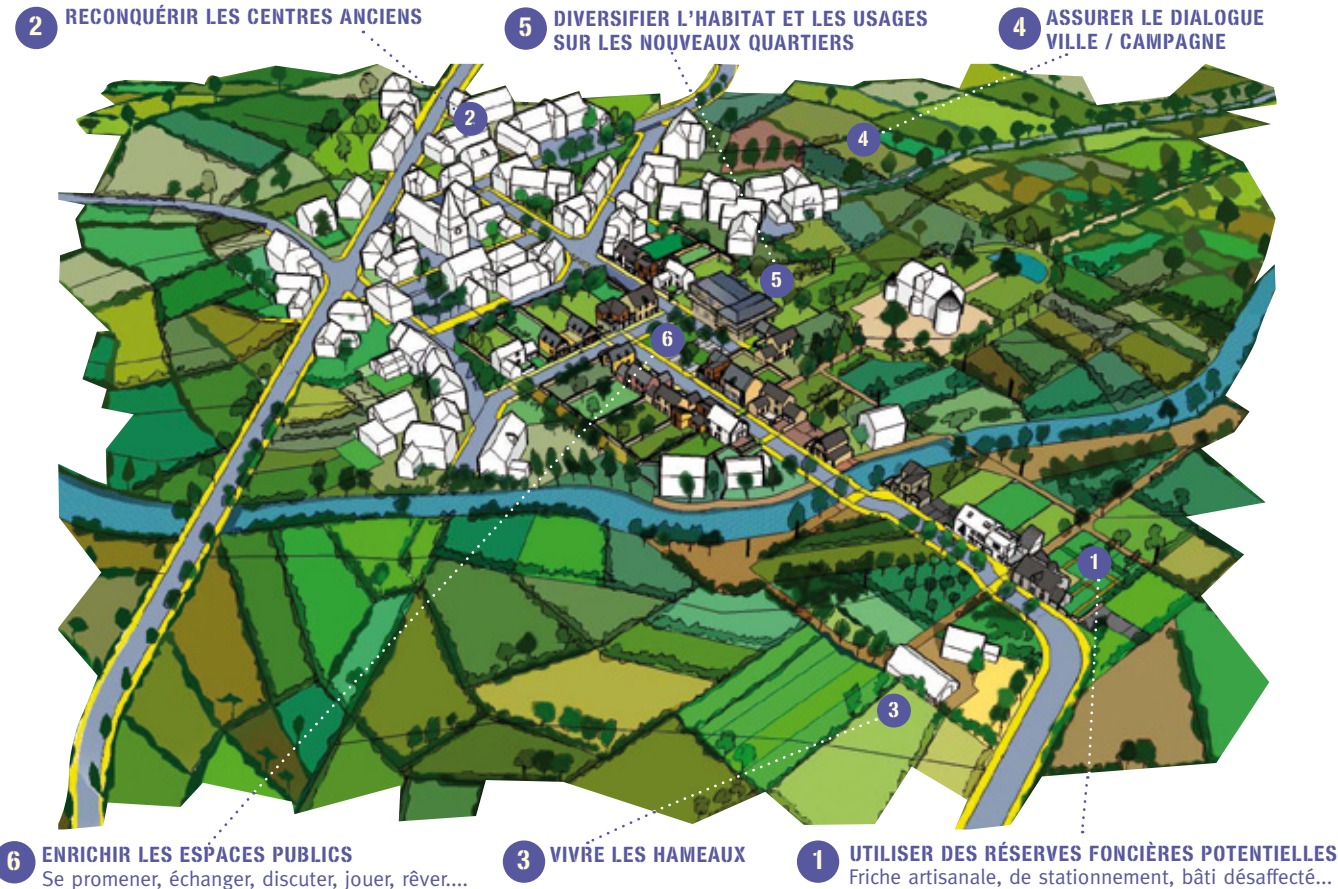 2 RECONQUÉRIR LES CENTRES ANCIENS
5 DIVERSIFIER L'HABITAT ET LES USAGES
SUR LES NOUVEAUX QUARTIERS
4 ASSURER LE DIALOGUE
VILLE / CAMPAGNE
2
4
5
6
1
3
6 ENRICHIR LES ESPACES PUBLICS
Se promener, échanger, discuter, jouer, rêver....
3 VIVRE LES HAMEAUX
1 UTILISER DES RÉSERVES FONCIÈRES POTENTIELLES
Friche artisanale, de stationnement, bâti désaffecté...